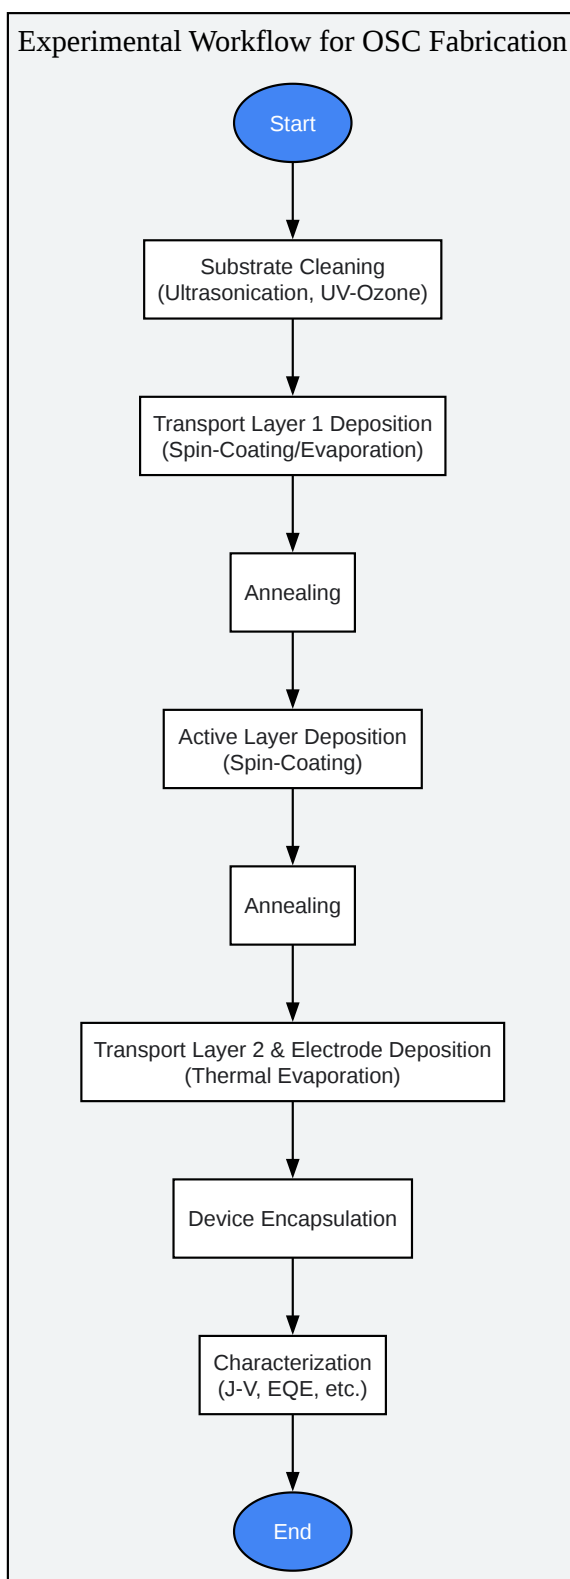 Experimental Workflow for OSC Fabrication
Start
Substrate Cleaning
(Ultrasonication, UV-Ozone)
Transport Layer 1 Deposition
(Spin-Coating/Evaporation)
Annealing
Active Layer Deposition
(Spin-Coating)
Annealing
Transport Layer 2 & Electrode Deposition
(Thermal Evaporation)
Device Encapsulation
Characterization
(J-V, EQE, etc.)
End